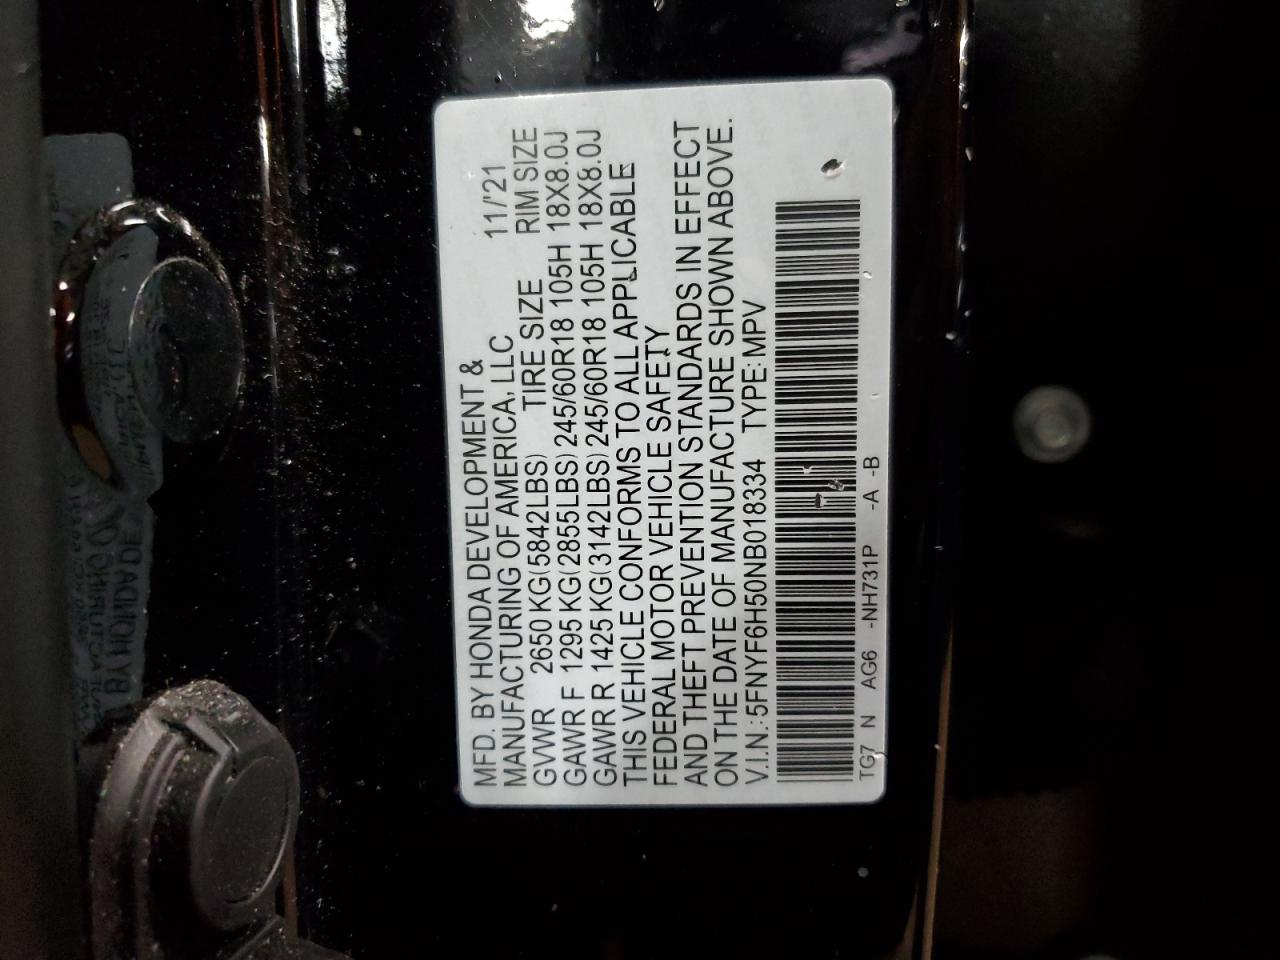 MFD. BY HONDA DEVELOPMENT &
MANUFACTURING OF AMERICA, LLC 11/'21
GVWR 2650 KG(5842LBS) TIRE SIZE RIM SIZE
GAWR F 1295 KG(2855LBS) 245/60R18 105H 18X8.0J
GAWR R 1425 KG(3142LBS) 245/60R18 105H 18X8.0J
THIS VEHICLE CONFORMS TO ALL APPLICABLE
FEDERAL MOTOR VEHICLE SAFETY
AND THEFT PREVENTION STANDARDS IN EFFECT
ON THE DATE OF MANUFACTURE SHOWN ABOVE.
V.I.N.: 5FNYF6H50NB018334 TYPE: MPV
TG7 N AG6 -NH731P -A -B